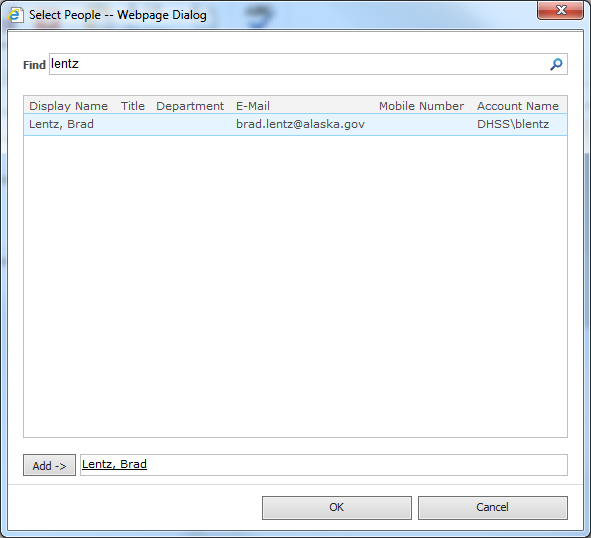 Select People -- Webpage Dialog
Find lentz
Display Name Title Department E-Mail Mobile Number Account Name
Lentz, Brad brad.lentz@alaska.gov DHSS\blentz
Add -> Lentz, Brad
OK Cancel